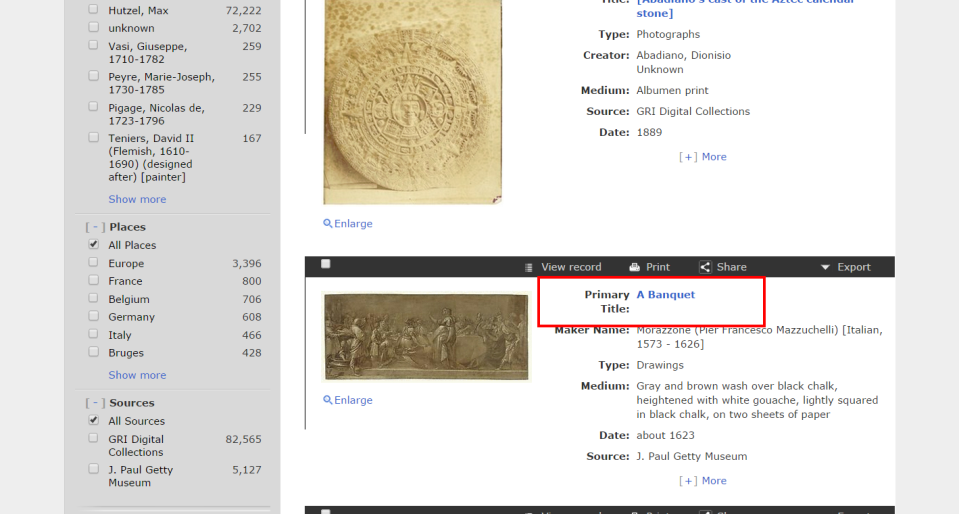 Hutzel, Max 72,222
unknown 2,702
Vasi, Giuseppe, 259
1710-1782
Peyre, Marie-Joseph, 255
1730-1785
Pigage, Nicolas de, 229
1723-1796
Teniers, David II 167
(Flemish, 1610-
1690) (designed
after) [painter]
Show more
[ - ] Places
All Places
Europe 3,396
France 800
Belgium 706
Germany 608
Italy 466
Bruges 428
Show more
[ - ] Sources
All Sources
GRI Digital 82,565
Collections
J. Paul Getty 5,127
Museum
Title: [Abadiano's cast of the Aztec calendar
stone]
Type: Photographs
Creator: Abadiano, Dionisio
Unknown
Medium: Albumen print
Source: GRI Digital Collections
Date: 1889
[+] More
Enlarge
View record Print Share Export
Primary A Banquet
Title:
Maker Name: Morazzone (Pier Francesco Mazzuchelli) [Italian,
1573 - 1626]
Type: Drawings
Medium: Gray and brown wash over black chalk,
heightened with white gouache, lightly squared
in black chalk, on two sheets of paper
Date: about 1623
Source: J. Paul Getty Museum
[+] More
Enlarge
View record Print Share Export